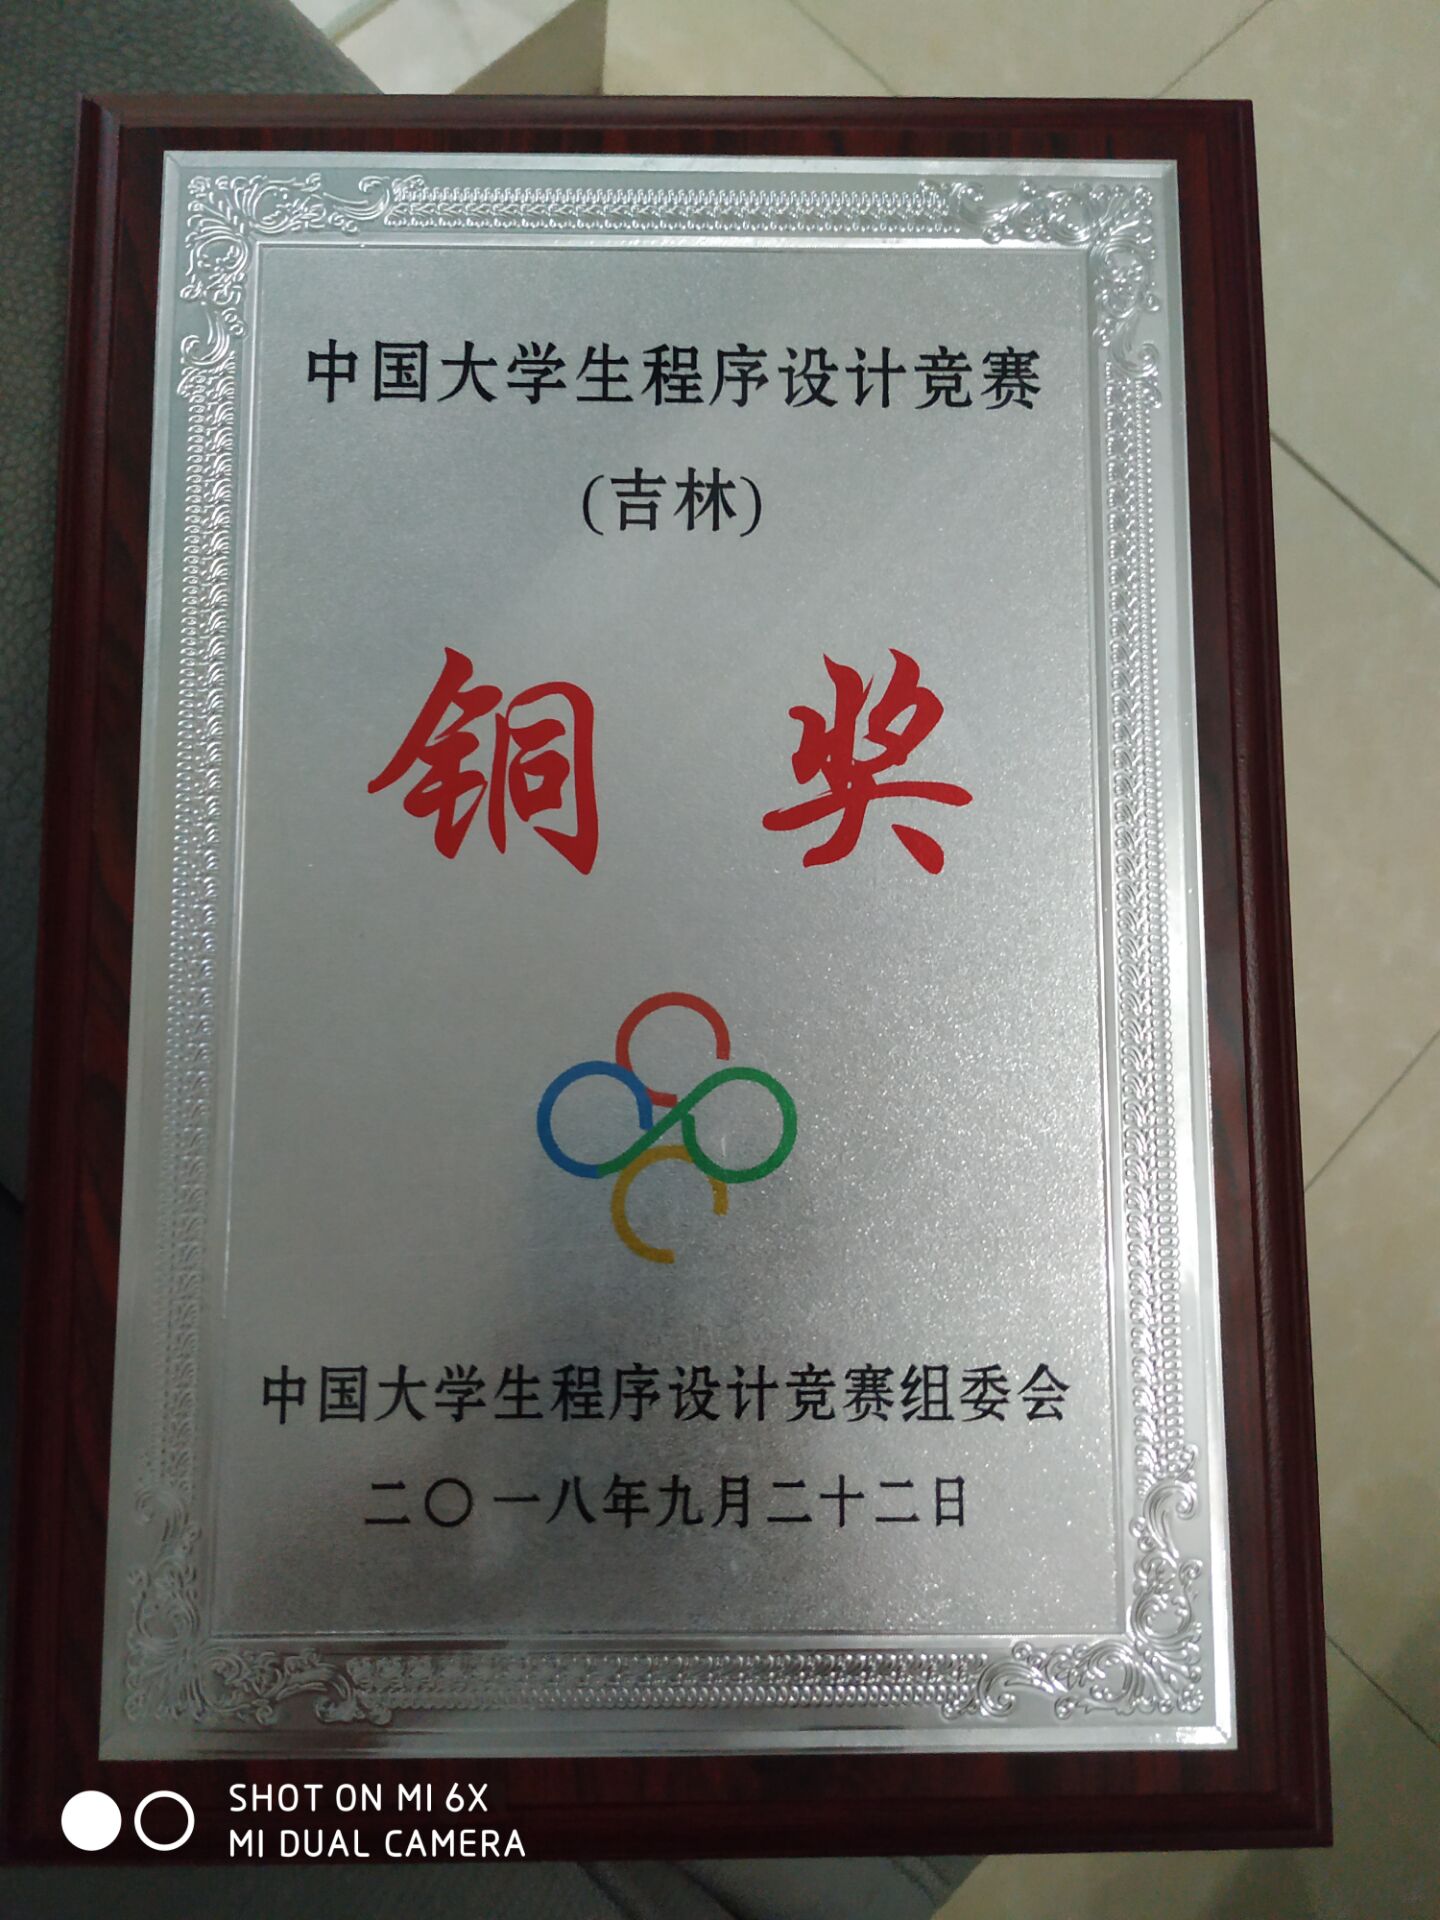 中国大学生程序设计竞赛
(吉林)
铜奖
中国大学生程序设计竞赛组委会
二〇一八年九月二十二日
SHOT ON MI 6X
MI DUAL CAMERA